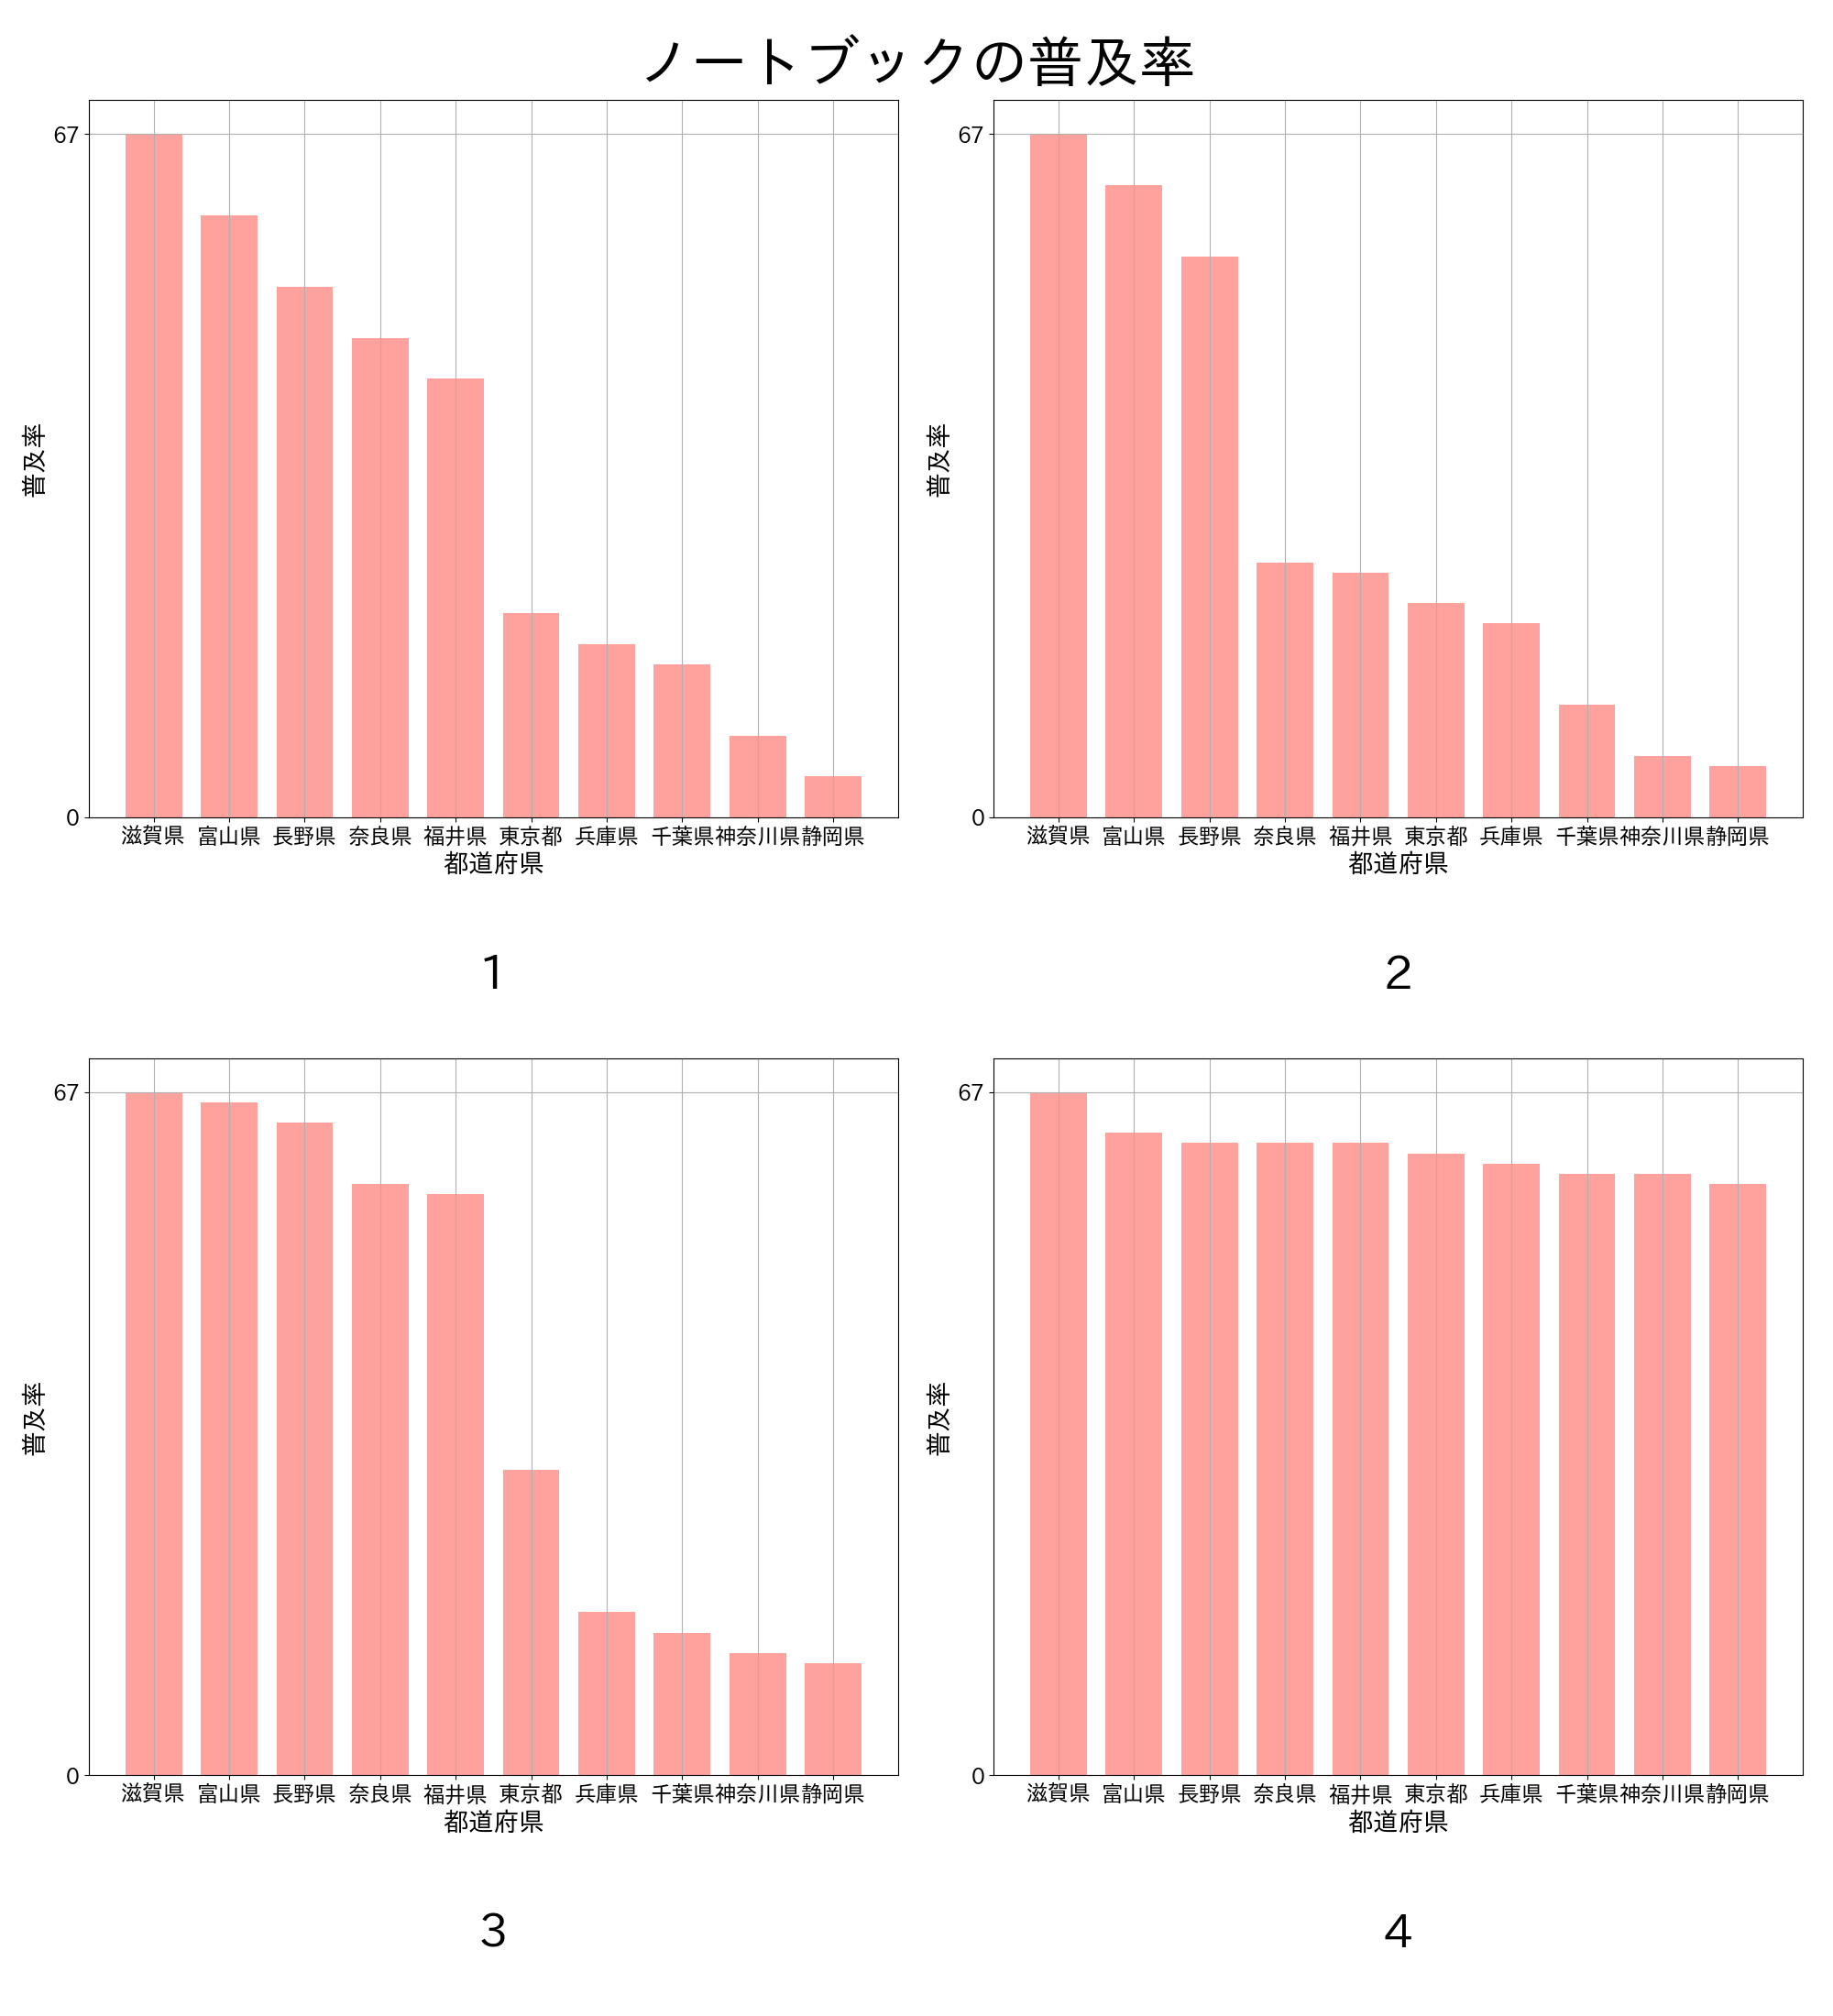 ノートブックの普及率
67
0
普及率
滋賀県 富山県 長野県 奈良県 福井県 東京都 兵庫県 千葉県 神奈川県 静岡県
都道府県
1
67
0
普及率
滋賀県 富山県 長野県 奈良県 福井県 東京都 兵庫県 千葉県 神奈川県 静岡県
都道府県
2
67
0
普及率
滋賀県 富山県 長野県 奈良県 福井県 東京都 兵庫県 千葉県 神奈川県 静岡県
都道府県
3
67
0
普及率
滋賀県 富山県 長野県 奈良県 福井県 東京都 兵庫県 千葉県 神奈川県 静岡県
都道府県
4